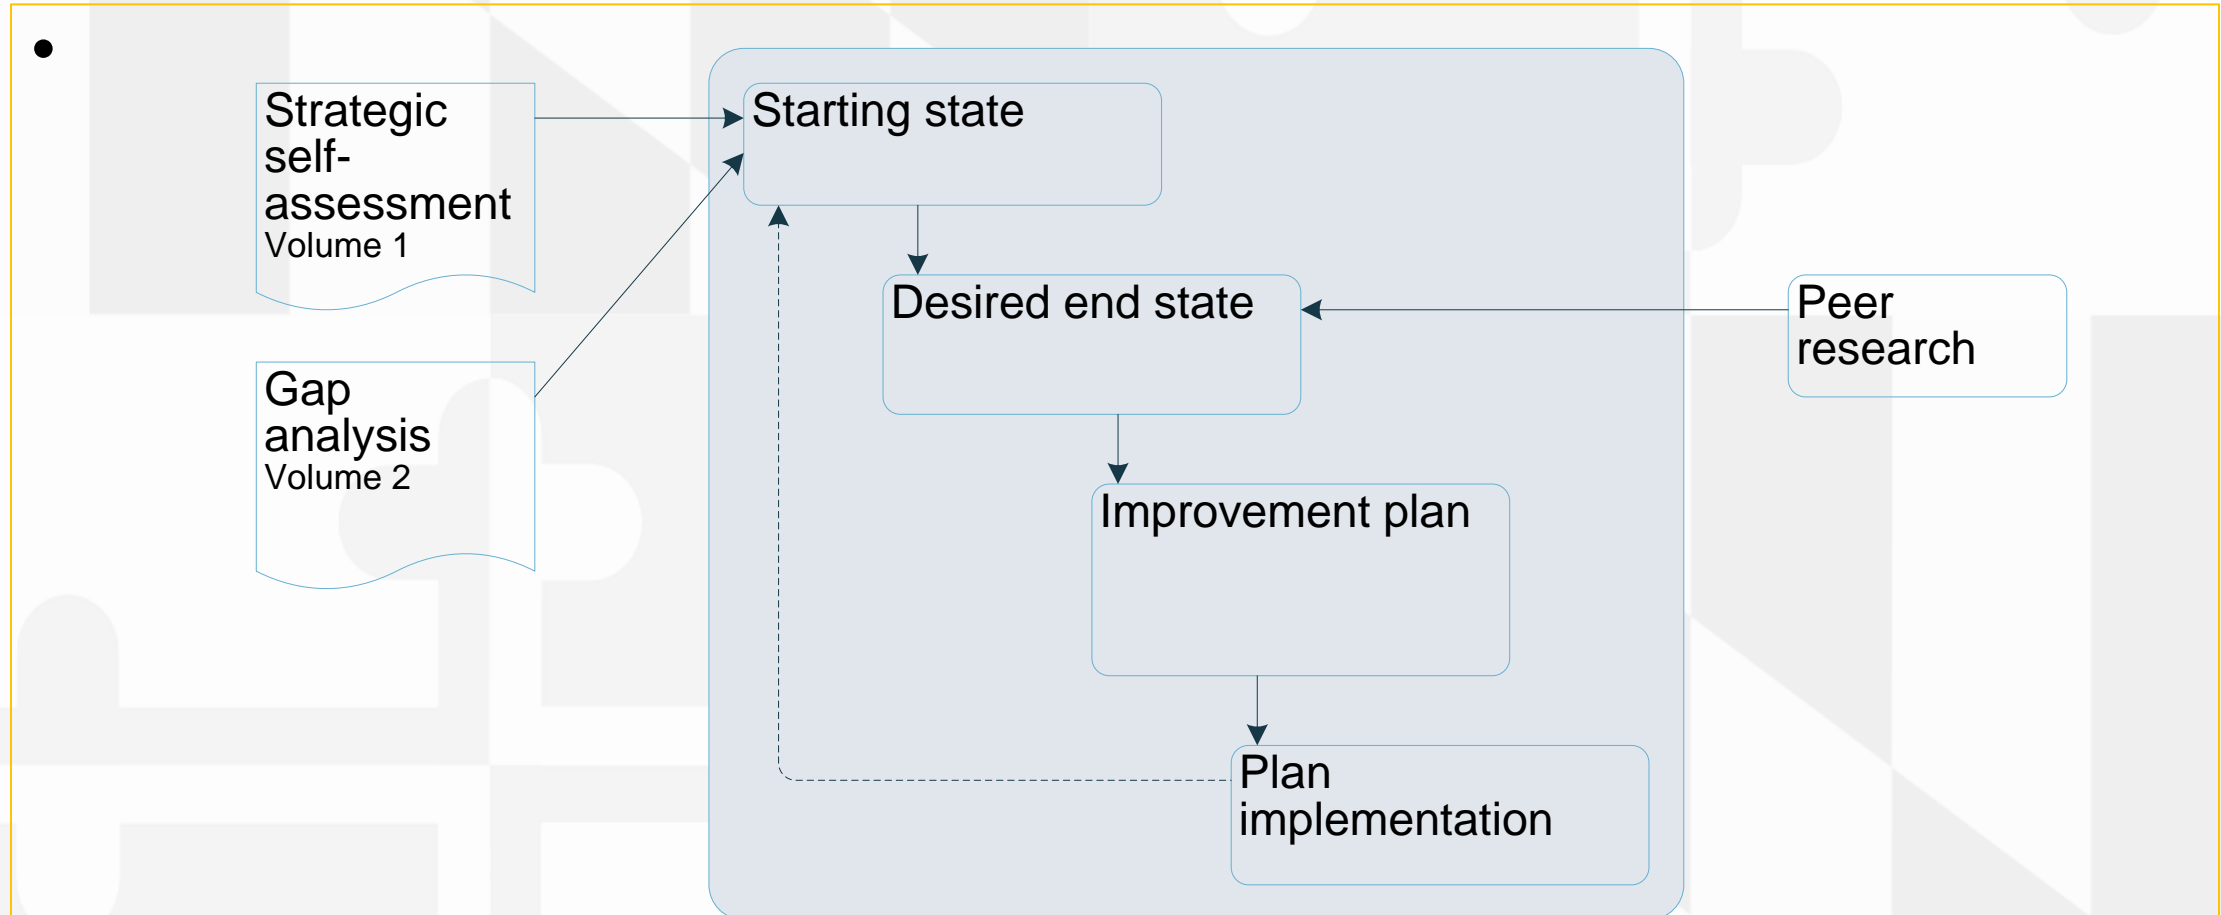 •
Strategic
self-
assessment
Volume 1
Starting state
Desired end state
Peer
research
Gap
analysis
Volume 2
Improvement plan
Plan
implementation